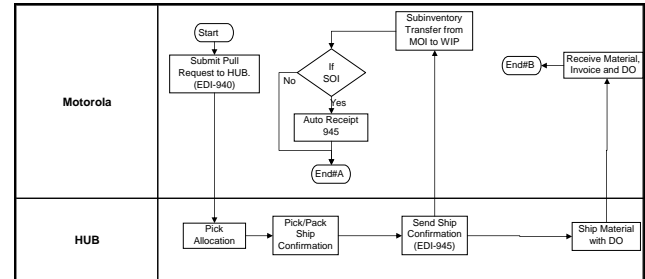 Motorola
Start
Submit Pull
Request to HUB.
(EDI-940)
If
SOI
No
Yes
Auto Receipt
945
End#A
Subinventory
Transfer from
MOI to WIP
End#B
Receive Material,
Invoice and DO
HUB
Pick
Allocation
Pick/Pack
Ship
Confirmation
Send Ship
Confirmation
(EDI-945)
Ship Material
with DO